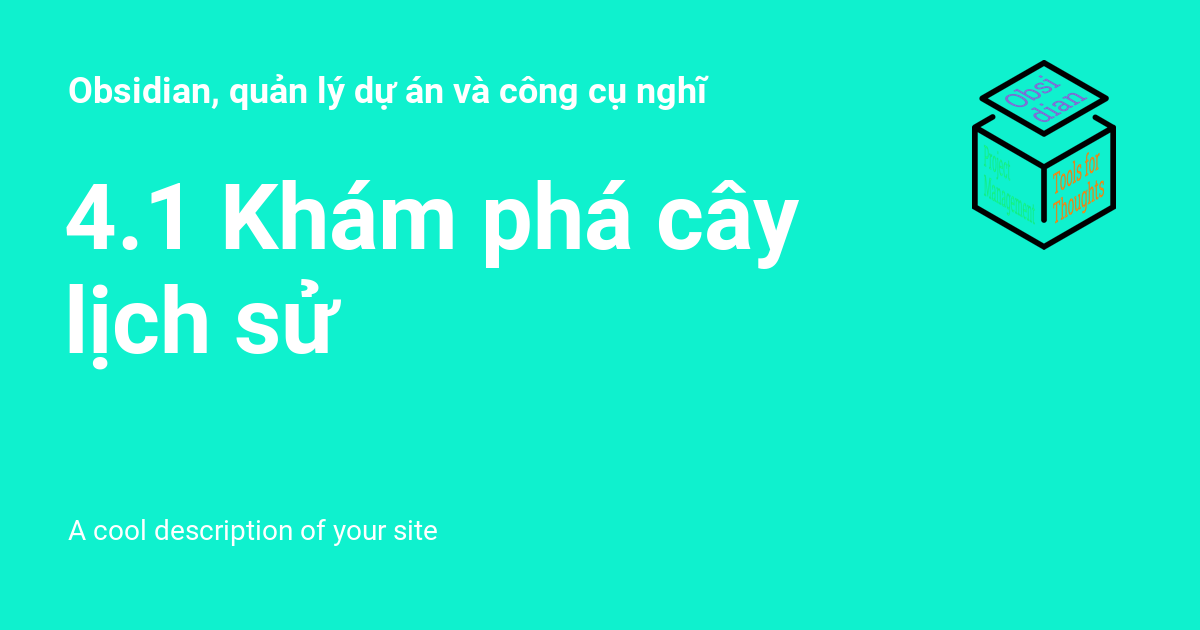 Obsidian, quản lý dự án và công cụ nghĩ
4.1 Khám phá cây
lịch sử
Obsi
dian
Project
Management
Tools for
Thoughts
A cool description of your site